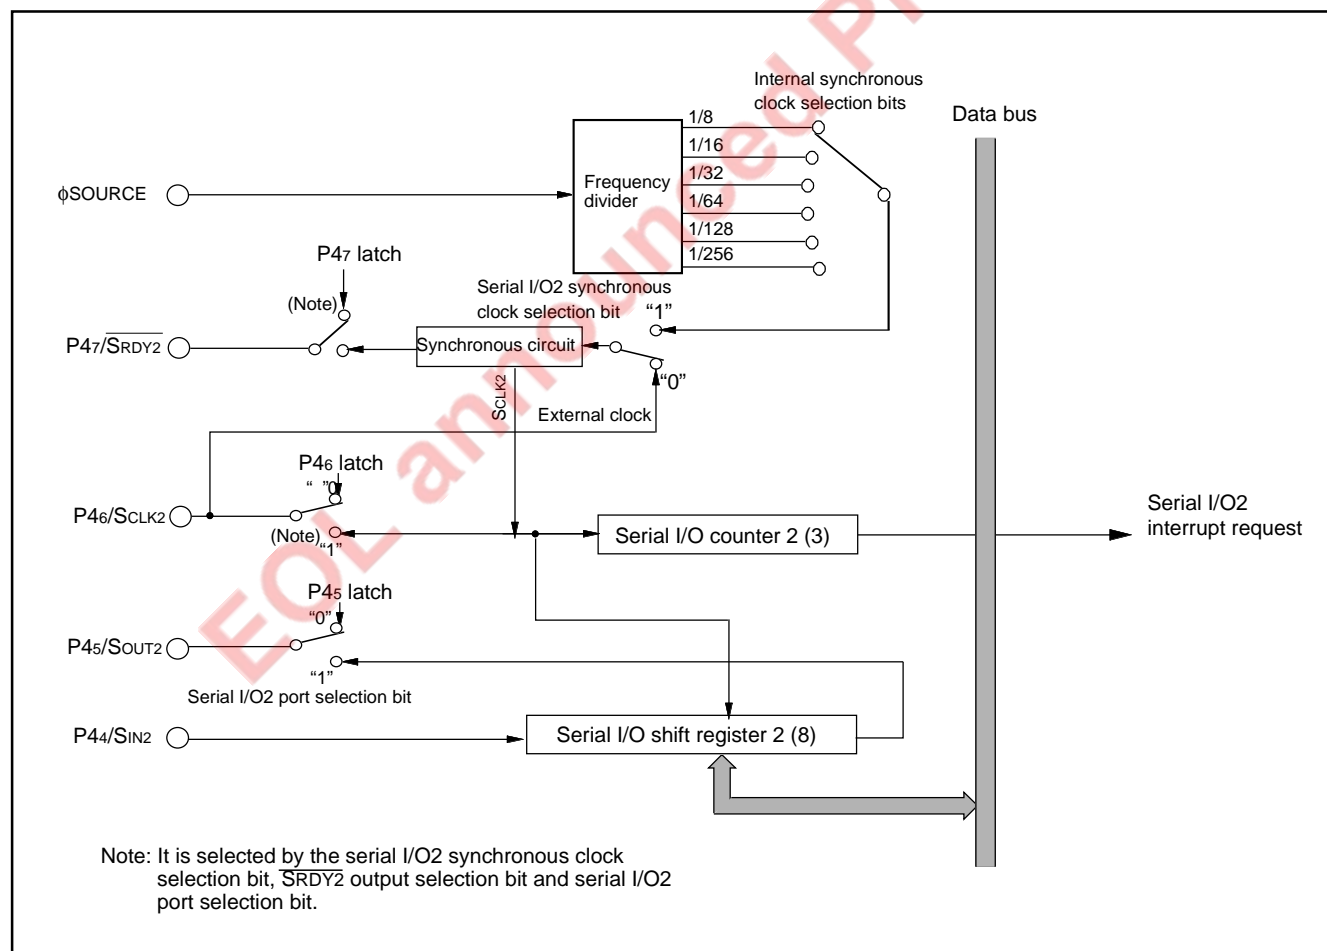 EOL announced Pr
Internal synchronous
clock selection bits
Data bus
1/8
1/16
1/32
1/64
1/128
1/256
Frequency
divider
φSOURCE
P47 latch
(Note)
Serial I/O2 synchronous
clock selection bit
“1”
P47/SRDY2
Synchronous circuit
“0”
SCLK2
External clock
P46 latch
“ ”0
P46/SCLK2
(Note)
“1”
Serial I/O counter 2 (3)
Serial I/O2
interrupt request
P45 latch
“0”
P45/SOUT2
“1”
Serial I/O2 port selection bit
P44/SIN2
Serial I/O shift register 2 (8)
Note: It is selected by the serial I/O2 synchronous clock
selection bit, SRDY2 output selection bit and serial I/O2
port selection bit.